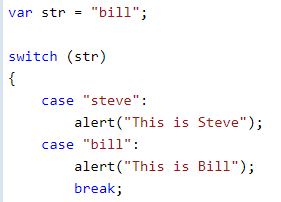 var str = "bill";
switch (str)
{
    case "steve":
        alert("This is Steve");
    case "bill":
        alert("This is Bill");
        break;